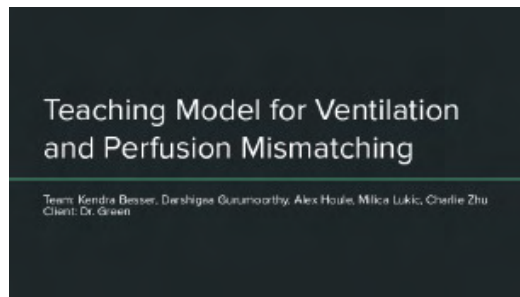 Teaching Model for Ventilation
and Perfusion Mismatching
Team: Kendra Besser, Darshigaa Gurumoorthy, Alex Houle, Milica Lukic, Charlie Zhu
Client: Dr. Green